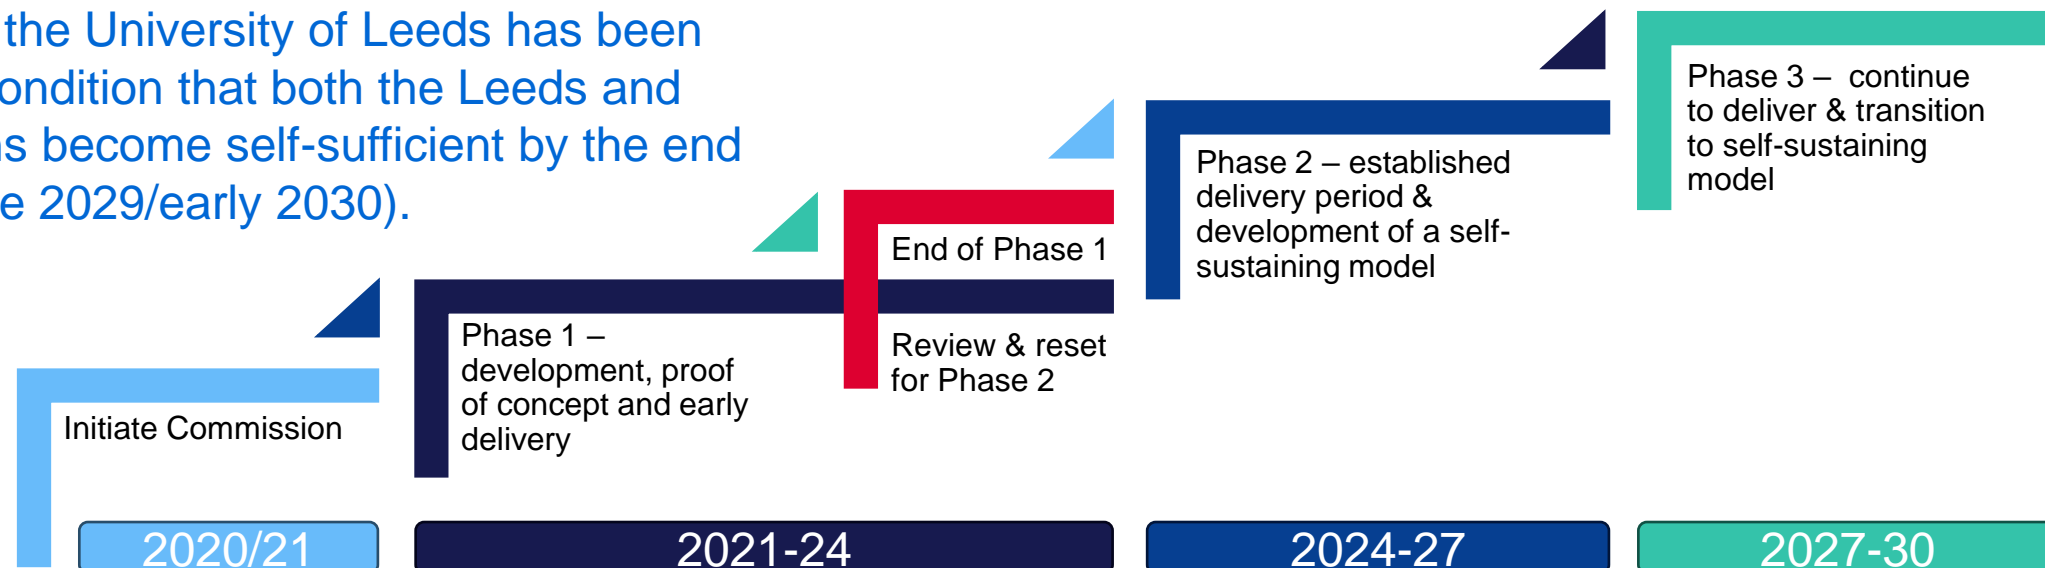 the University of Leeds has been
ondition that both the Leeds and
s become self-sufficient by the end
e 2029/early 2030).
Initiate Commission
Phase 1 –
development, proof
of concept and early
delivery
End of Phase 1
Review & reset
for Phase 2
Phase 2 – established
delivery period &
development of a self-
sustaining model
Phase 3 –  continue
to deliver & transition
to self-sustaining
model
2020/21
2021-24
2024-27
2027-30